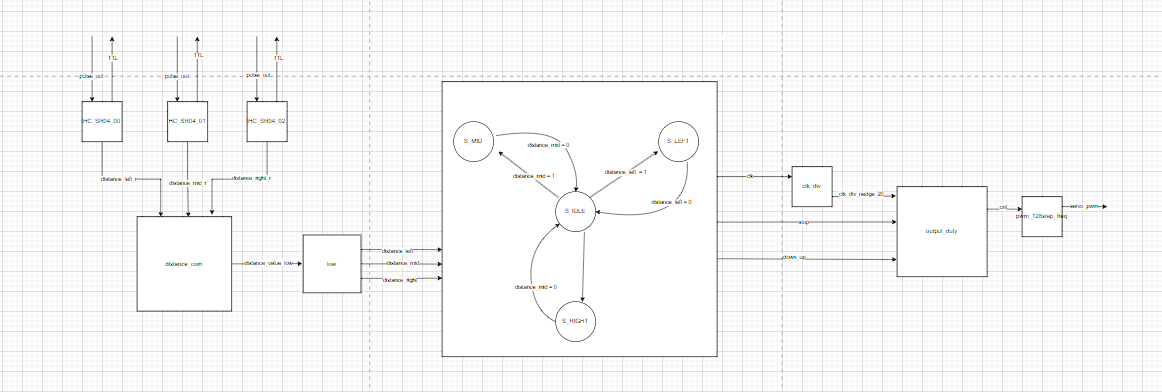 TTL
TTL
TTL
pulse_out
pulse_out
pulse_out
HC_SR04_00
HC_SR04_01
HC_SR04_02
distance_left_r
distance_mid_r
distance_right_r
distance_com
distance_value_low
low
distance_left
distance_mid
distance_right
S_MID
distance_mid = 0
S_LEFT
distance_mid = 1
distance_left = 1
distance_left = 0
S_IDLE
distance_mid = 0
S_RIGHT
clk
clk_div
clk_div_nedge_20
stop
down_up
output_duty
cnt
pwm_128step_freq
servo_pwm